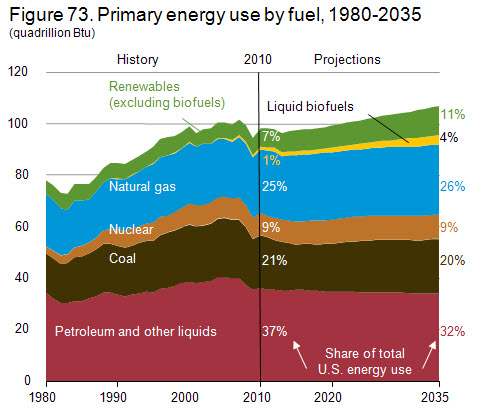 Figure 73. Primary energy use by fuel, 1980-2035
(quadrillion Btu)
History 2010 Projections
120
100
80
60
40
20
0
Renewables
(excluding biofuels)
Liquid biofuels
7%
11%
1%
4%
Natural gas
25%
26%
Nuclear
9%
9%
Coal
21%
20%
Petroleum and other liquids
37%
32%
Share of total
U.S. energy use
1980 1990 2000 2010 2035